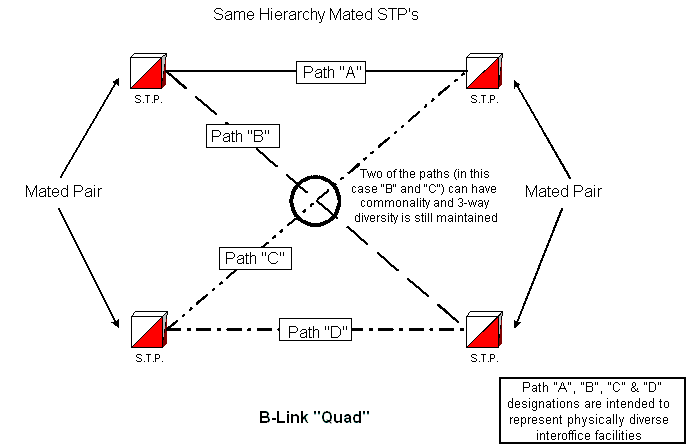 Same Hierarchy Mated STP's
Path "A"
S.T.P.
S.T.P.
Path "B"
Two of the paths (in this
case "B" and "C") can have
commonality and 3-way
diversity is still maintained
Mated Pair
Mated Pair
Path "C"
Path "D"
S.T.P.
S.T.P.
B-Link "Quad"
Path "A", "B", "C" & "D"
designations are intended to
represent physically diverse
interoffice facilities